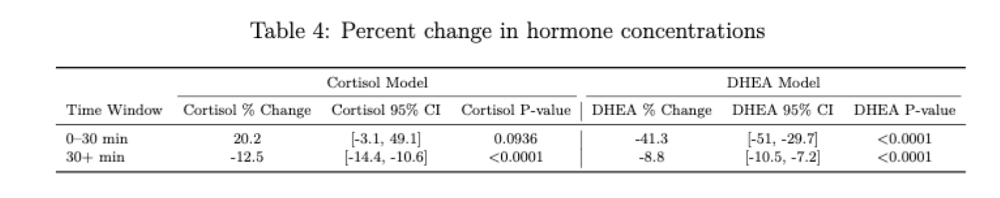 Table 4: Percent change in hormone concentrations
Cortisol Model DHEA Model
Time Window Cortisol % Change Cortisol 95% CI Cortisol P-value DHEA % Change DHEA 95% CI DHEA P-value
0–30 min 20.2 [-3.1, 49.1] 0.0936 -41.3 [-51, -29.7] <0.0001
30+ min -12.5 [-14.4, -10.6] <0.0001 -8.8 [-10.5, -7.2] <0.0001